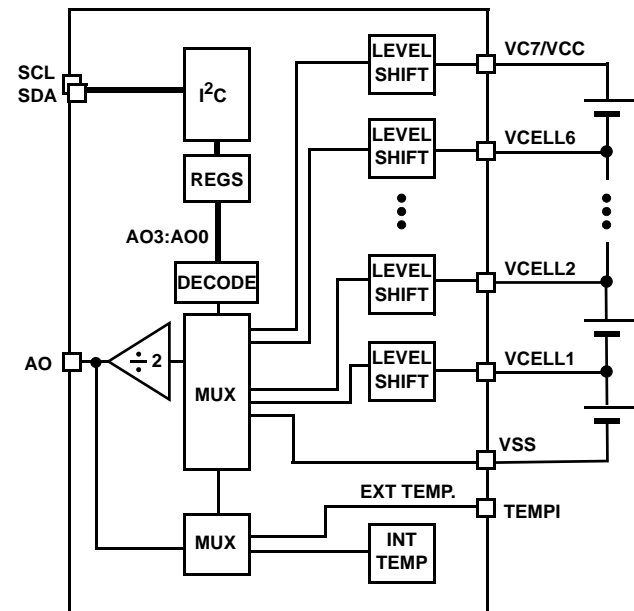 SCL
SDA
I²C
LEVEL
SHIFT
VC7/VCC
REGS
LEVEL
SHIFT
VCELL6
AO3:AO0
DECODE
LEVEL
SHIFT
VCELL2
AO
÷ 2
MUX
LEVEL
SHIFT
VCELL1
VSS
EXT TEMP.
TEMPI
MUX
INT
TEMP